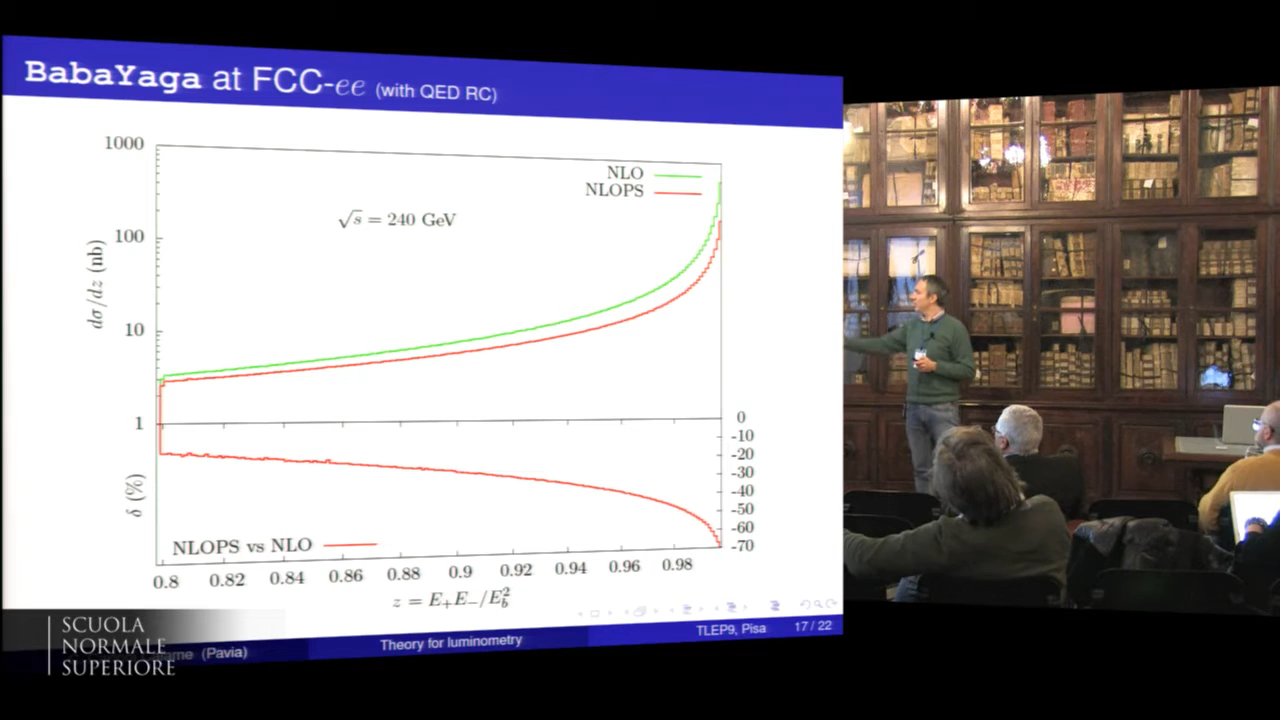 BabaYaga at FCC-ee (with QED RC)
1000
100
10
1
dσ/dz (nb)
NLO
NLOPS
√s = 240 GeV
0
-10
-20
-30
-40
-50
-60
-70
δ (%)
NLOPS vs NLO
0.8 0.82 0.84 0.86 0.88 0.9 0.92 0.94 0.96 0.98
z = E₊E₋/E_b²
(Pavia) Theory for luminometry TLEP9, Pisa 17 / 22
SCUOLA
NORMALE
SUPERIORE